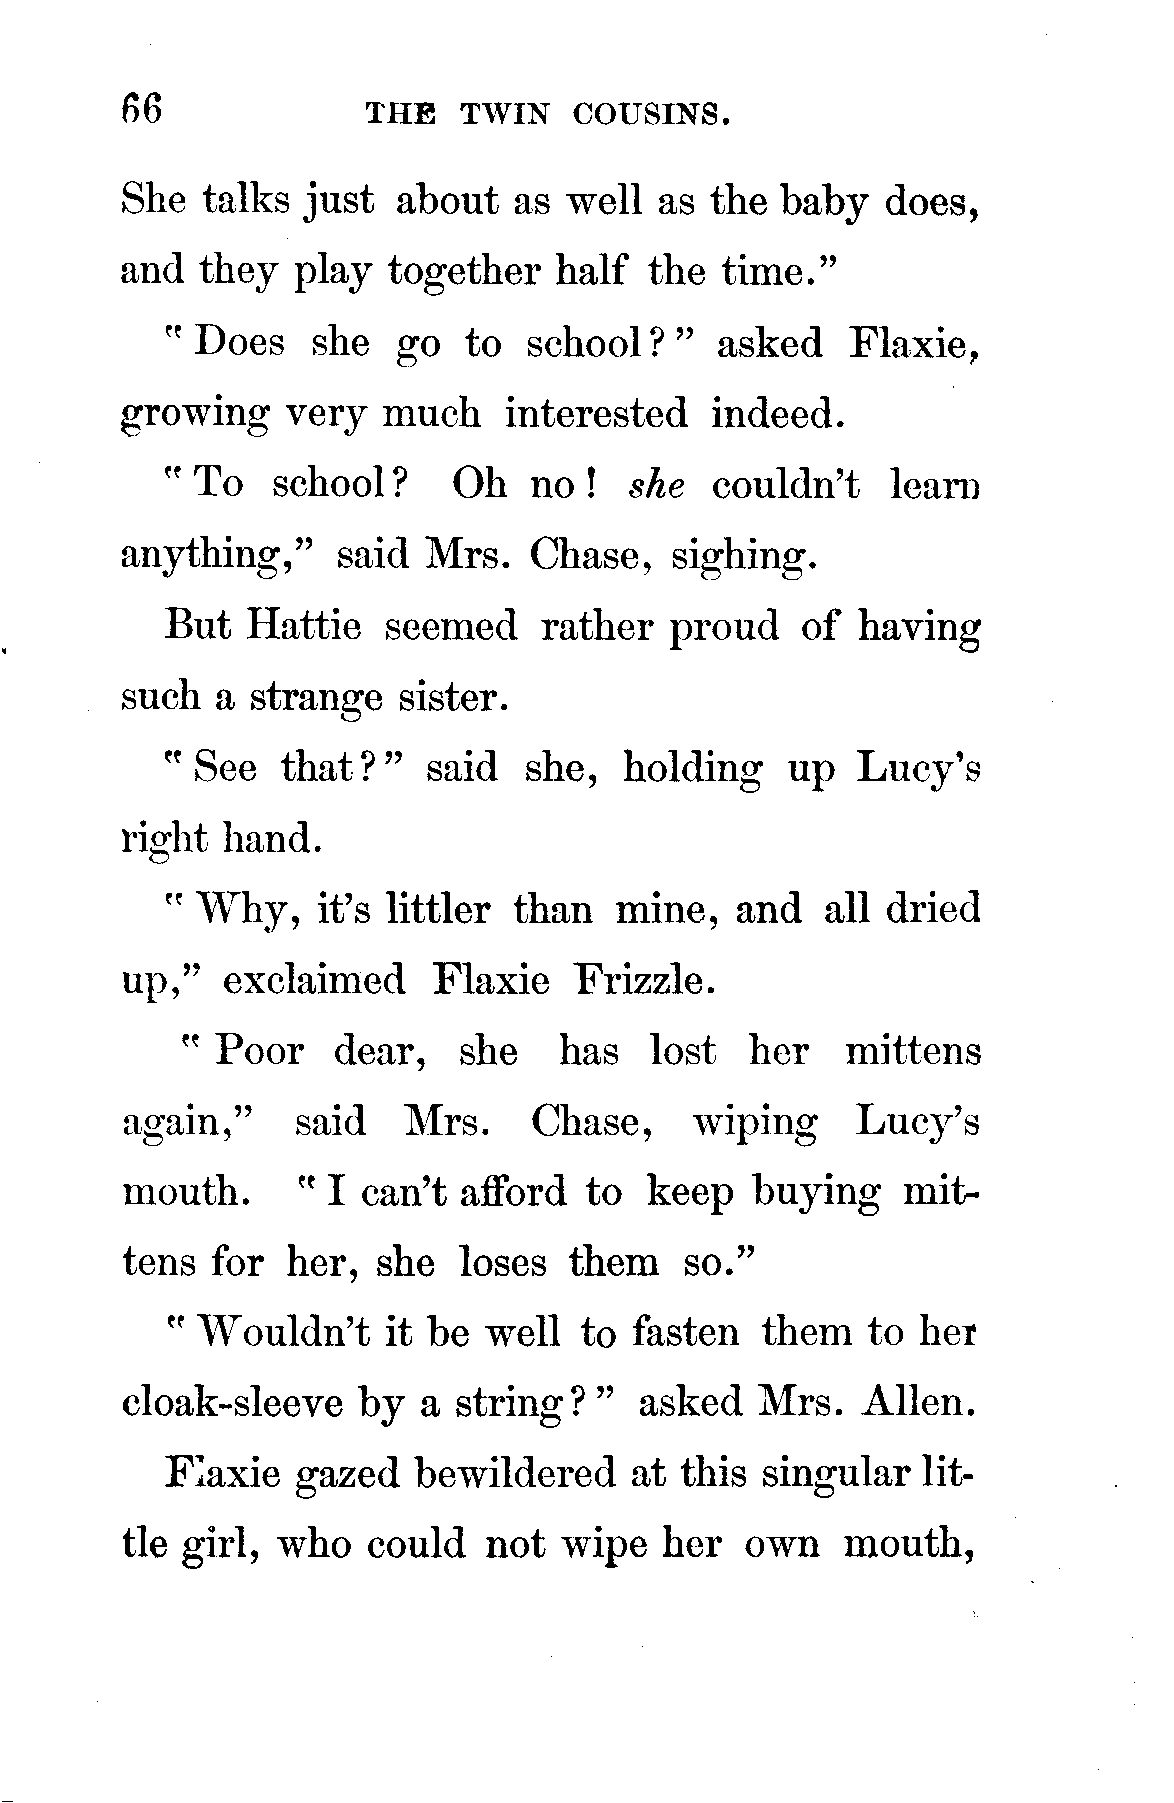 66 THE TWIN COUSINS.
She talks just about as well as the baby does,
and they play together half the time.”
“ Does she go to school? ” asked Flaxie,
growing very much interested indeed.
“ To school? Oh no ! she couldn’t learn
anything,” said Mrs. Chase, sighing.
But Hattie seemed rather proud of having
such a strange sister.
“ See that? ” said she, holding up Lucy’s
right hand.
“ Why, it’s littler than mine, and all dried
up,” exclaimed Flaxie Frizzle.
“ Poor dear, she has lost her mittens
again,” said Mrs. Chase, wiping Lucy’s
mouth. “ I can’t afford to keep buying mit-
tens for her, she loses them so.”
“ Wouldn’t it be well to fasten them to her
cloak-sleeve by a string? ” asked Mrs. Allen.
Flaxie gazed bewildered at this singular lit-
tle girl, who could not wipe her own mouth,